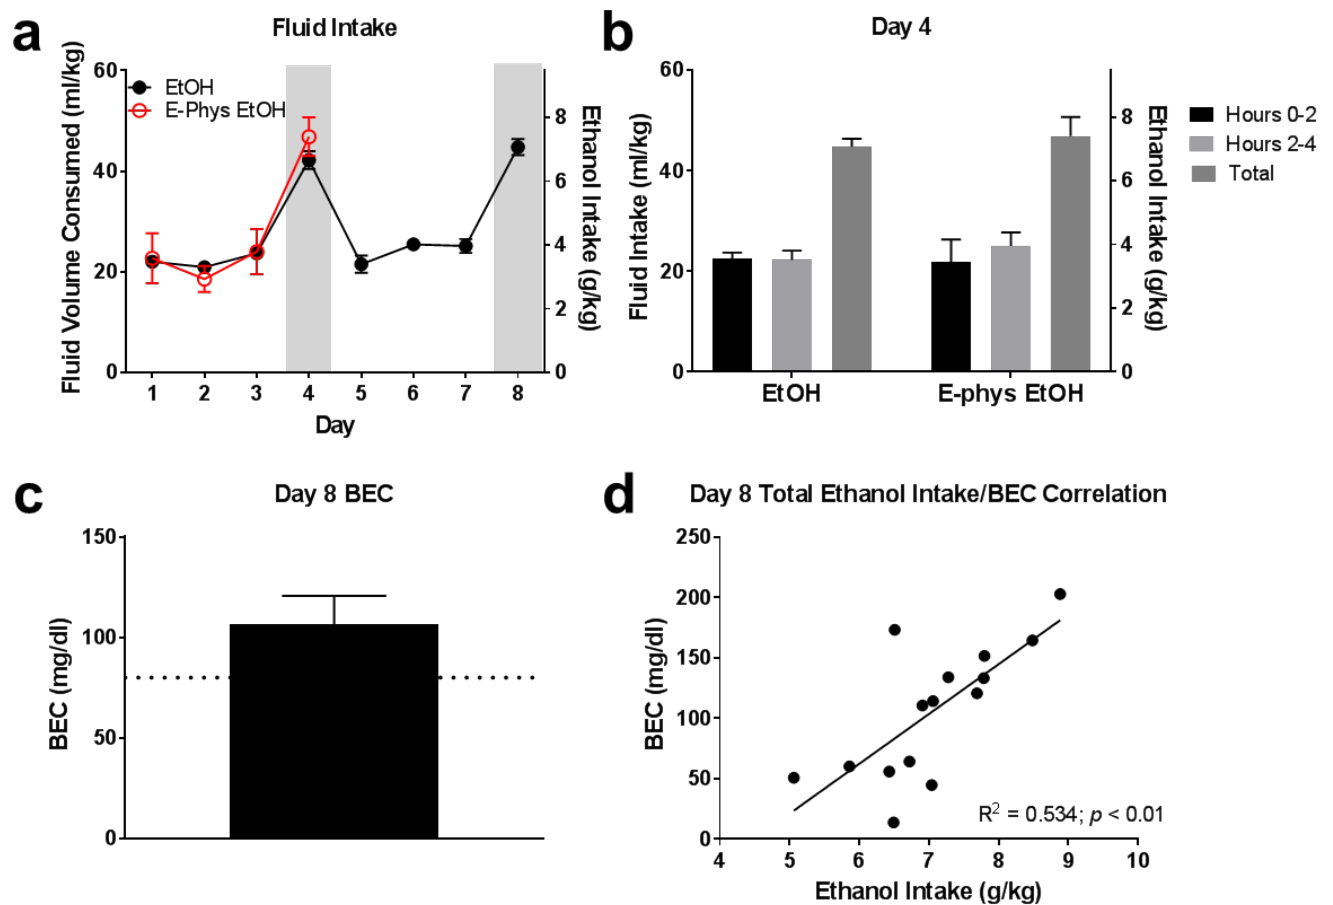 a
Fluid Intake
Fluid Volume Consumed (ml/kg)
60
40
20
0
EtOH
E-Phys EtOH
8
6
4
2
0
Ethanol Intake (g/kg)
1 2 3 4 5 6 7 8
Day
b
Day 4
Fluid Intake (ml/kg)
60
40
20
0
8
6
4
2
0
Ethanol Intake (g/kg)
Hours 0-2
Hours 2-4
Total
EtOH E-phys EtOH
c
Day 8 BEC
BEC (mg/dl)
150
100
50
0
d
Day 8 Total Ethanol Intake/BEC Correlation
BEC (mg/dl)
250
200
150
100
50
0
R² = 0.534; p < 0.01
4 5 6 7 8 9 10
Ethanol Intake (g/kg)